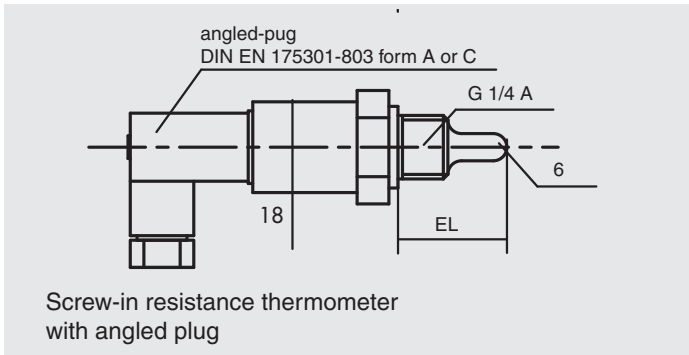 angled-pug
DIN EN 175301-803 form A or C
G 1/4 A
6
18
EL
Screw-in resistance thermometer
with angled plug